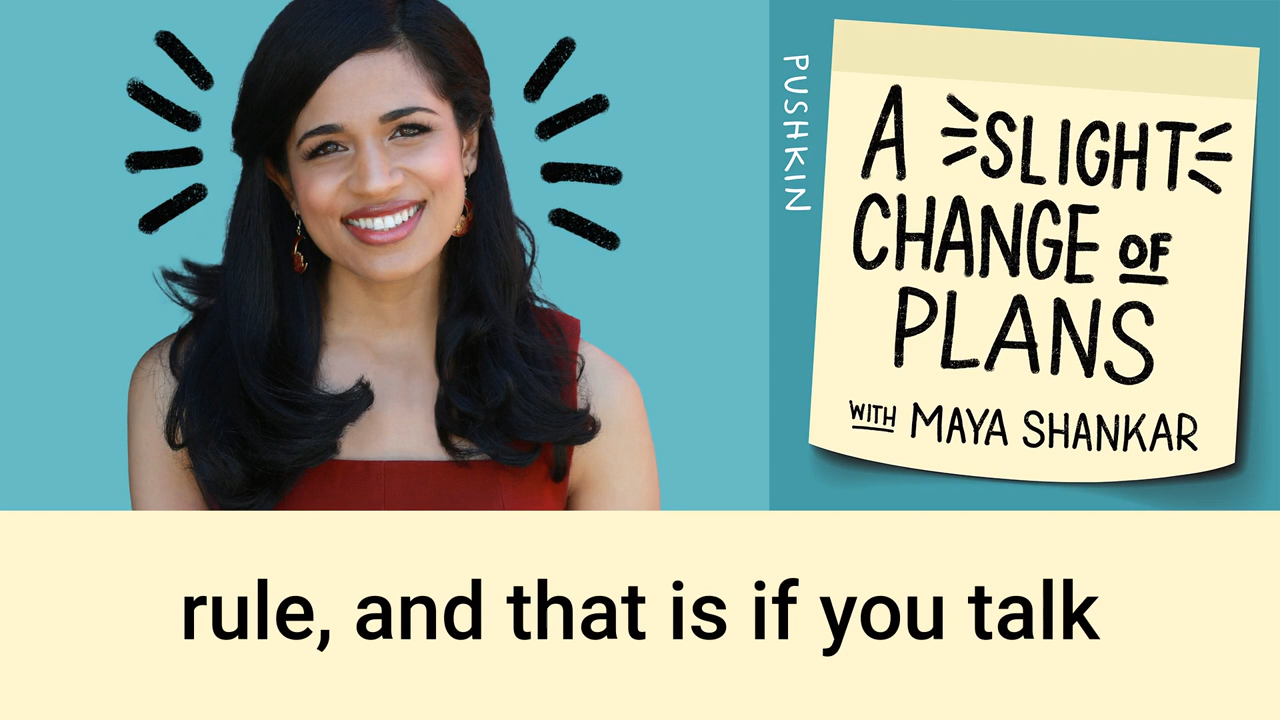 PUSHKIN
A SLIGHT
CHANGE OF
PLANS
WITH MAYA SHANKAR
rule, and that is if you talk